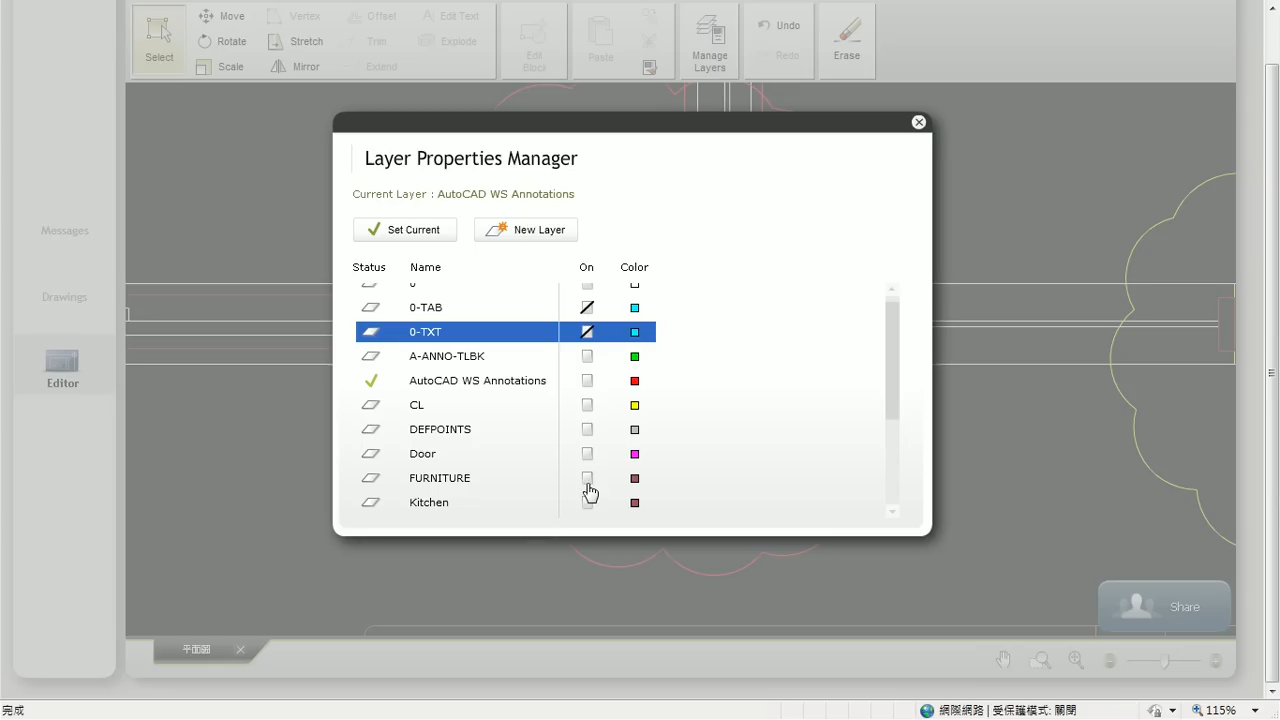 Select
Move
Rotate
Scale
Vertex
Stretch
Mirror
Offset
Trim
Extend
Edit Text
Explode
Edit
Block
Paste
Manage
Layers
Undo
Redo
Erase
Messages
Drawings
Editor
Layer Properties Manager
Current Layer : AutoCAD WS Annotations
Set Current
New Layer
Status Name On Color
0
0-TAB
0-TXT
A-ANNO-TLBK
AutoCAD WS Annotations
CL
DEFPOINTS
Door
FURNITURE
Kitchen
Share
平面圖
完成
網際網路 | 受保護模式: 關閉
115%